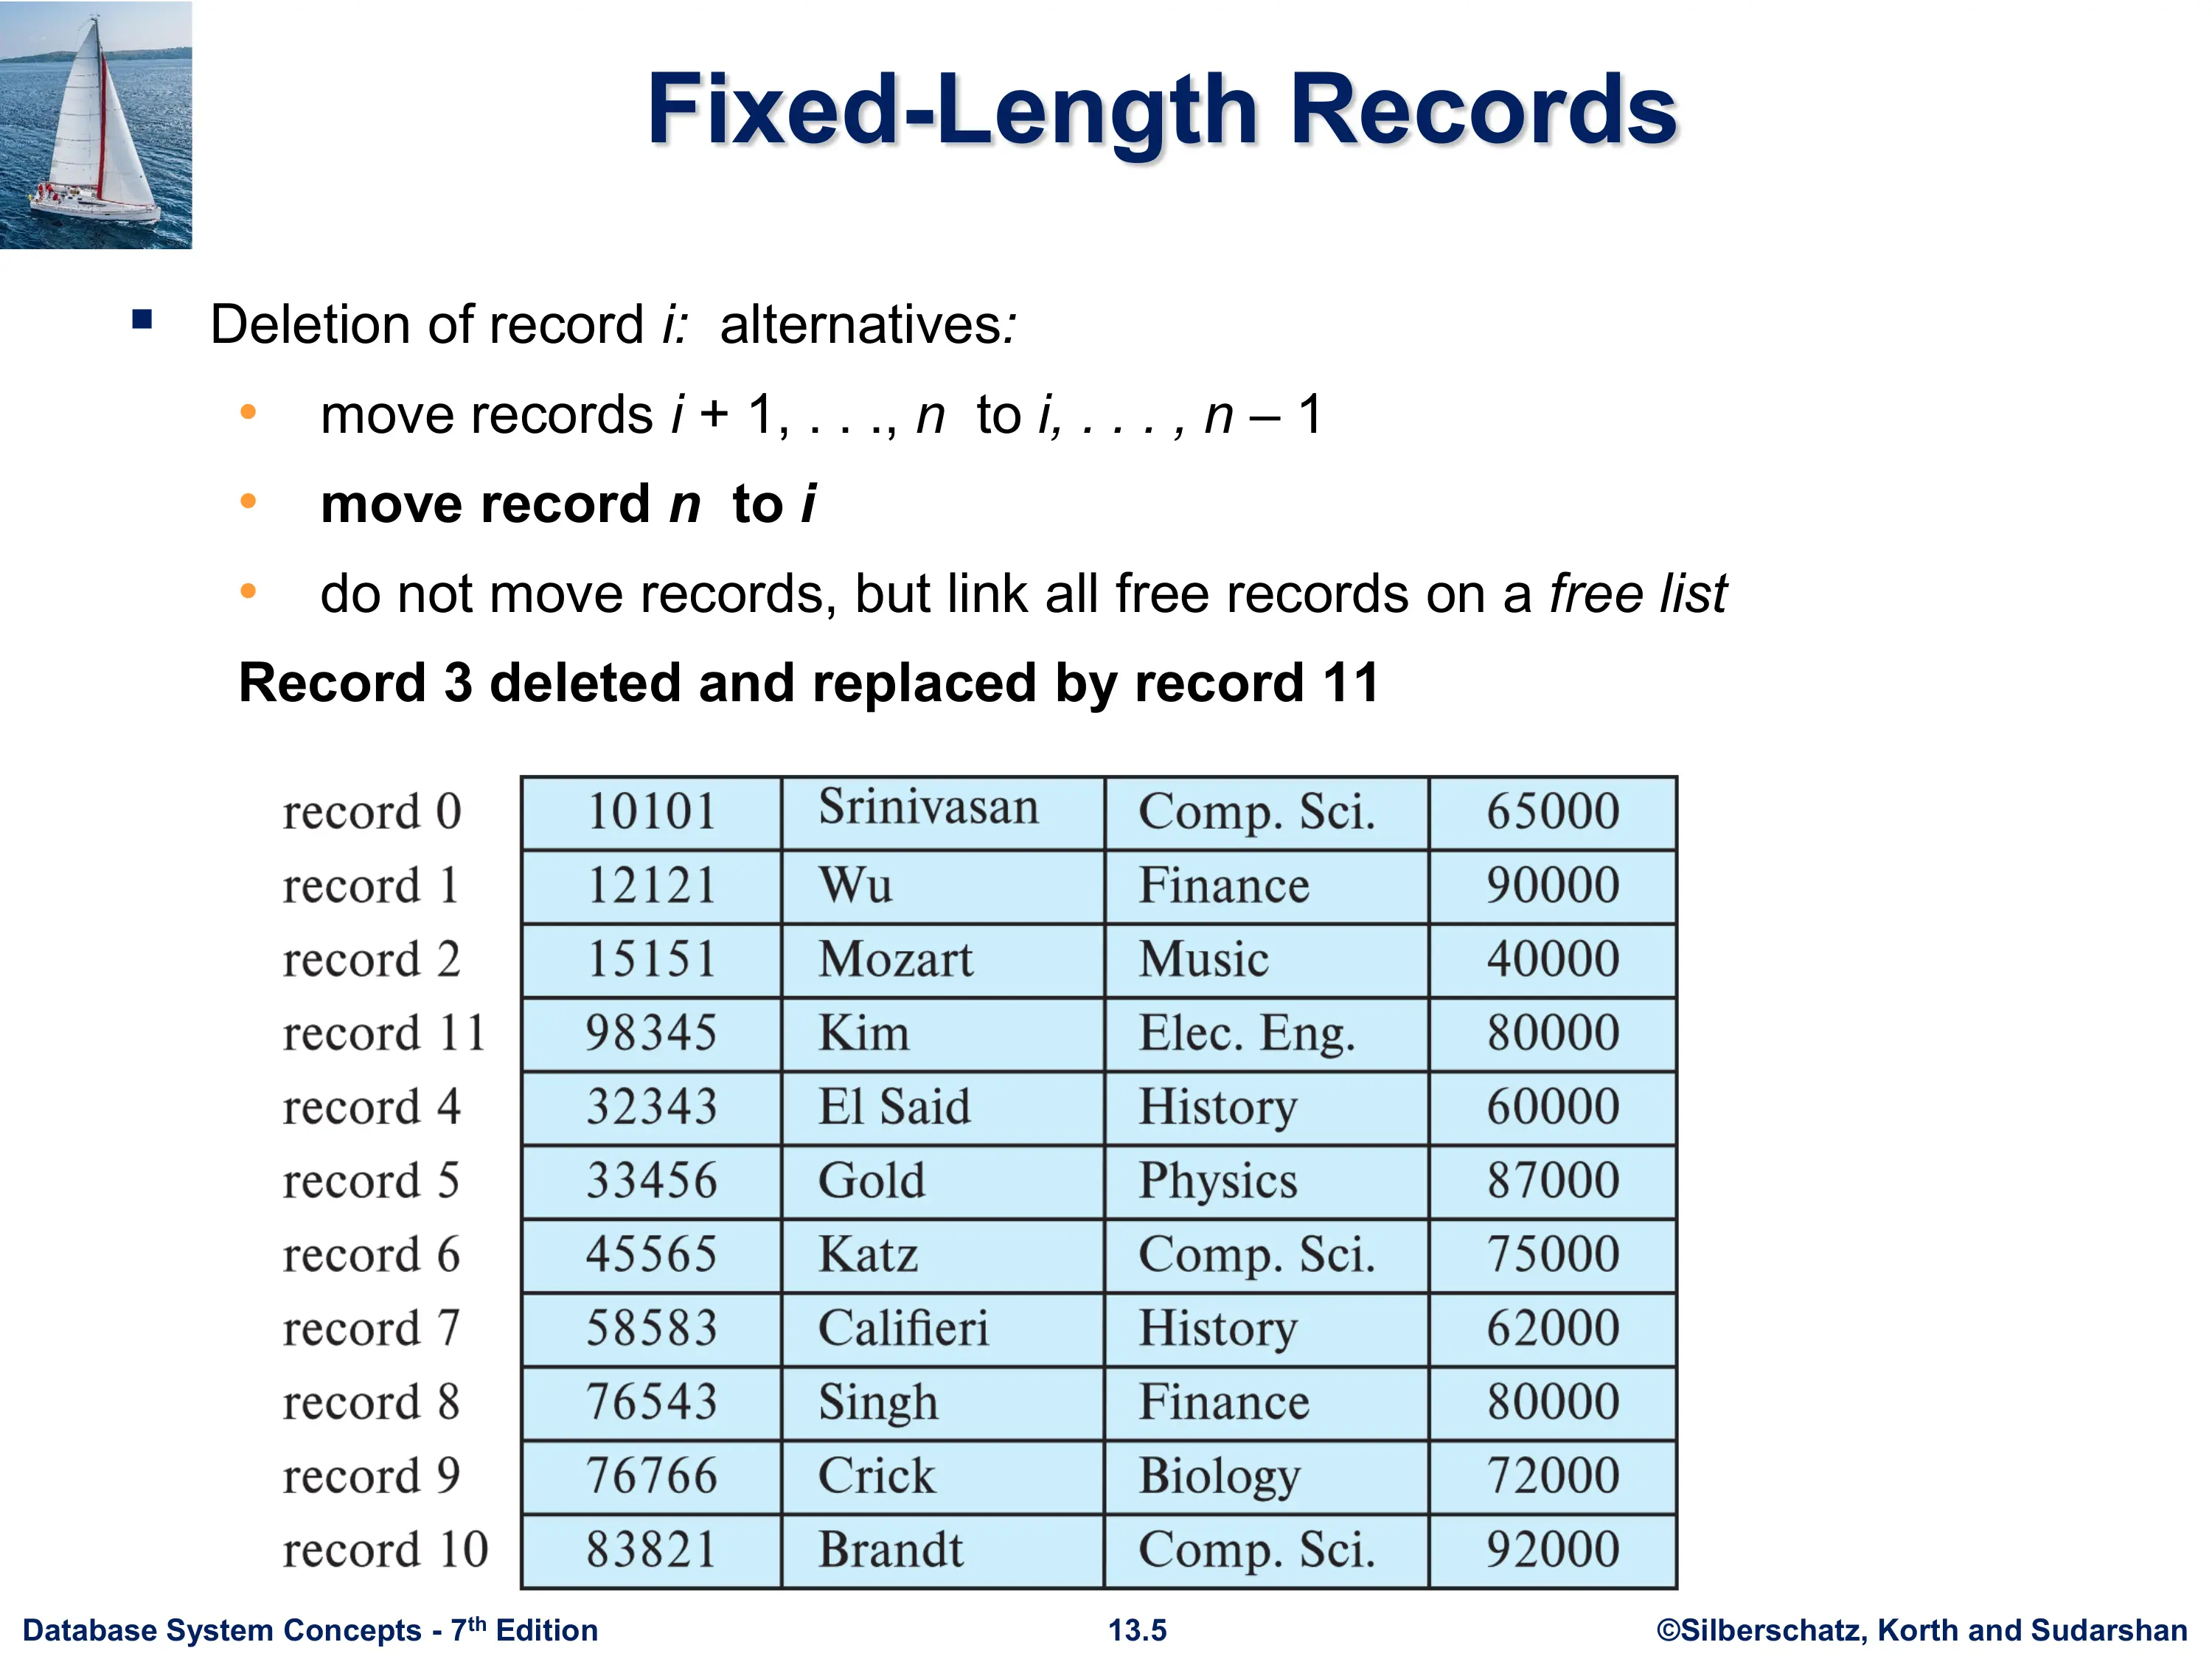 Fixed-Length Records
▪ Deletion of record i: alternatives:
• move records i + 1, . . ., n to i, . . . , n – 1
• move record n to i
• do not move records, but link all free records on a free list
Record 3 deleted and replaced by record 11
record 0 10101 Srinivasan Comp. Sci. 65000
record 1 12121 Wu Finance 90000
record 2 15151 Mozart Music 40000
record 11 98345 Kim Elec. Eng. 80000
record 4 32343 El Said History 60000
record 5 33456 Gold Physics 87000
record 6 45565 Katz Comp. Sci. 75000
record 7 58583 Califieri History 62000
record 8 76543 Singh Finance 80000
record 9 76766 Crick Biology 72000
record 10 83821 Brandt Comp. Sci. 92000
Database System Concepts - 7th Edition 13.5 ©Silberschatz, Korth and Sudarshan